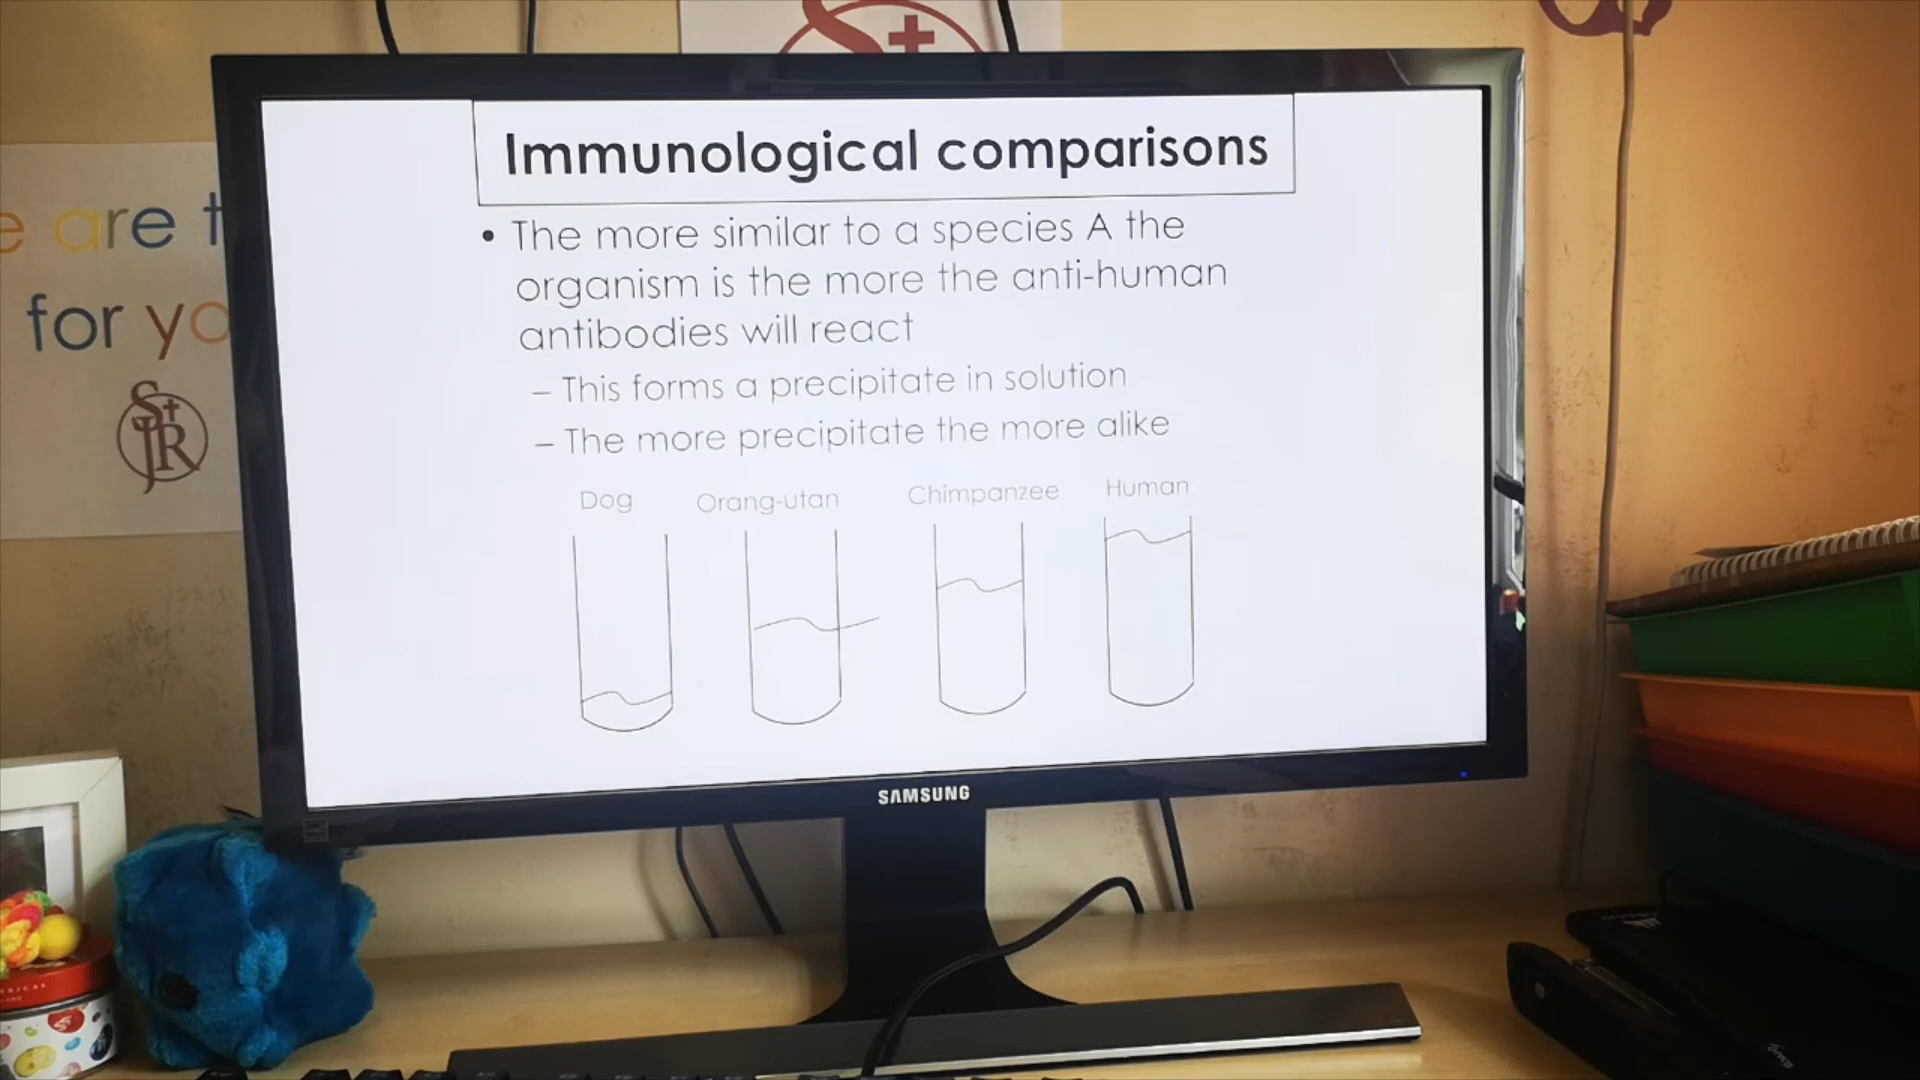 Immunological comparisons
• The more similar to a species A the
organism is the more the anti-human
antibodies will react
– This forms a precipitate in solution
– The more precipitate the more alike
Dog Orang-utan Chimpanzee Human
SAMSUNG
e are t
for yo
S+
JR
S+